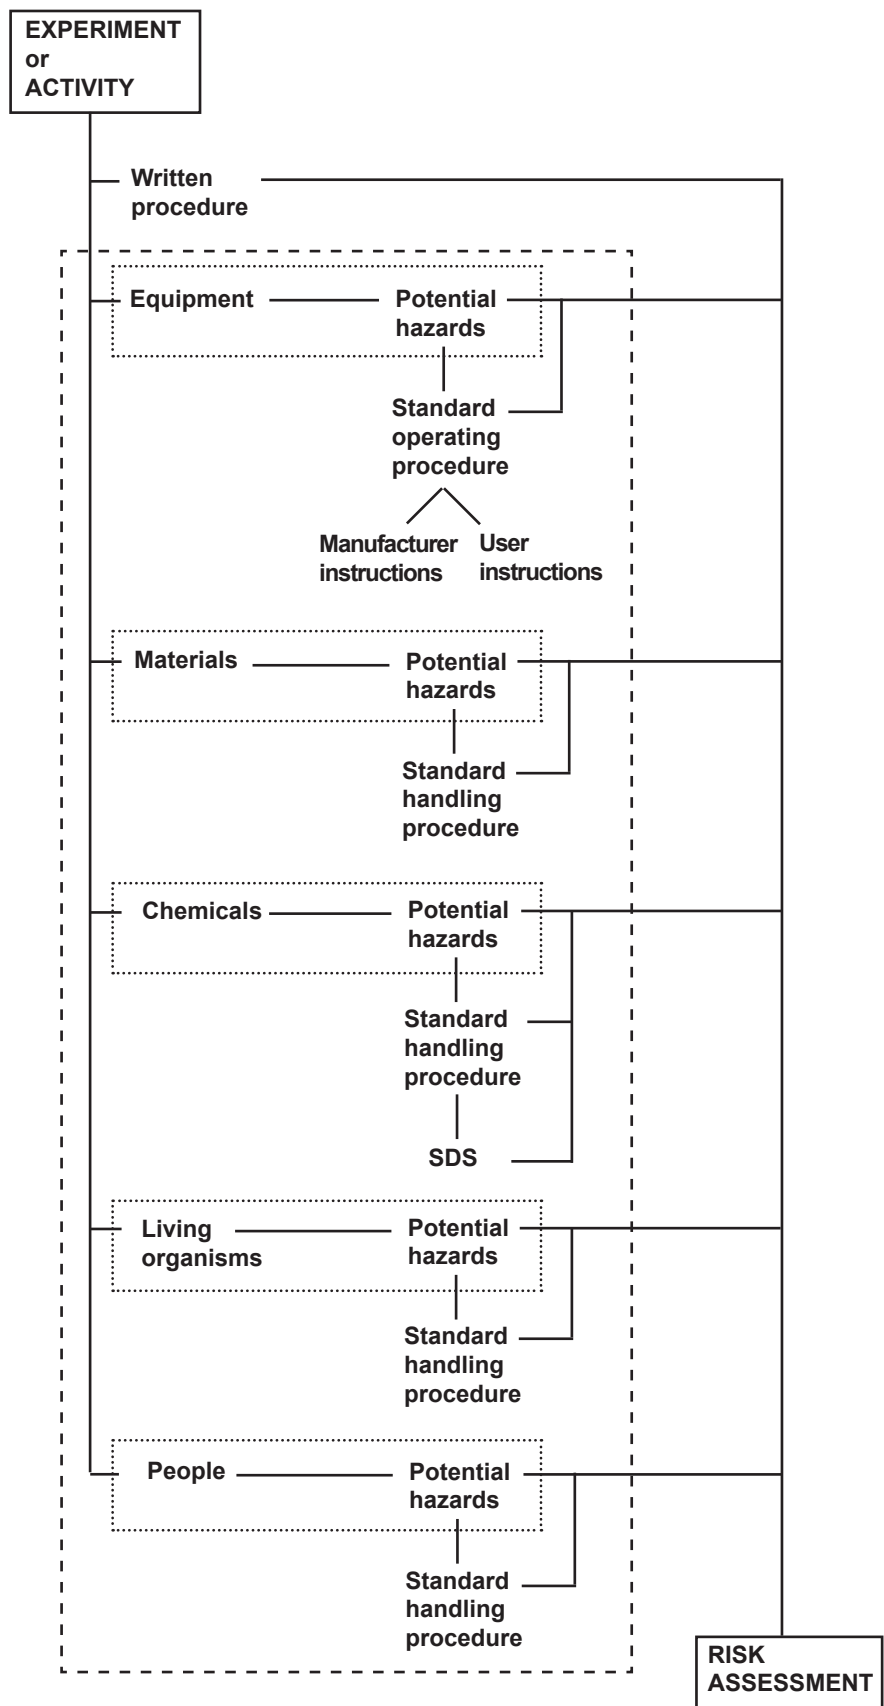 EXPERIMENT
or
ACTIVITY
Written
procedure
Equipment
Potential
hazards
Standard
operating
procedure
Manufacturer
instructions
User
instructions
Materials
Potential
hazards
Standard
handling
procedure
Chemicals
Potential
hazards
Standard
handling
procedure
SDS
Living
organisms
Potential
hazards
Standard
handling
procedure
People
Potential
hazards
Standard
handling
procedure
RISK
ASSESSMENT